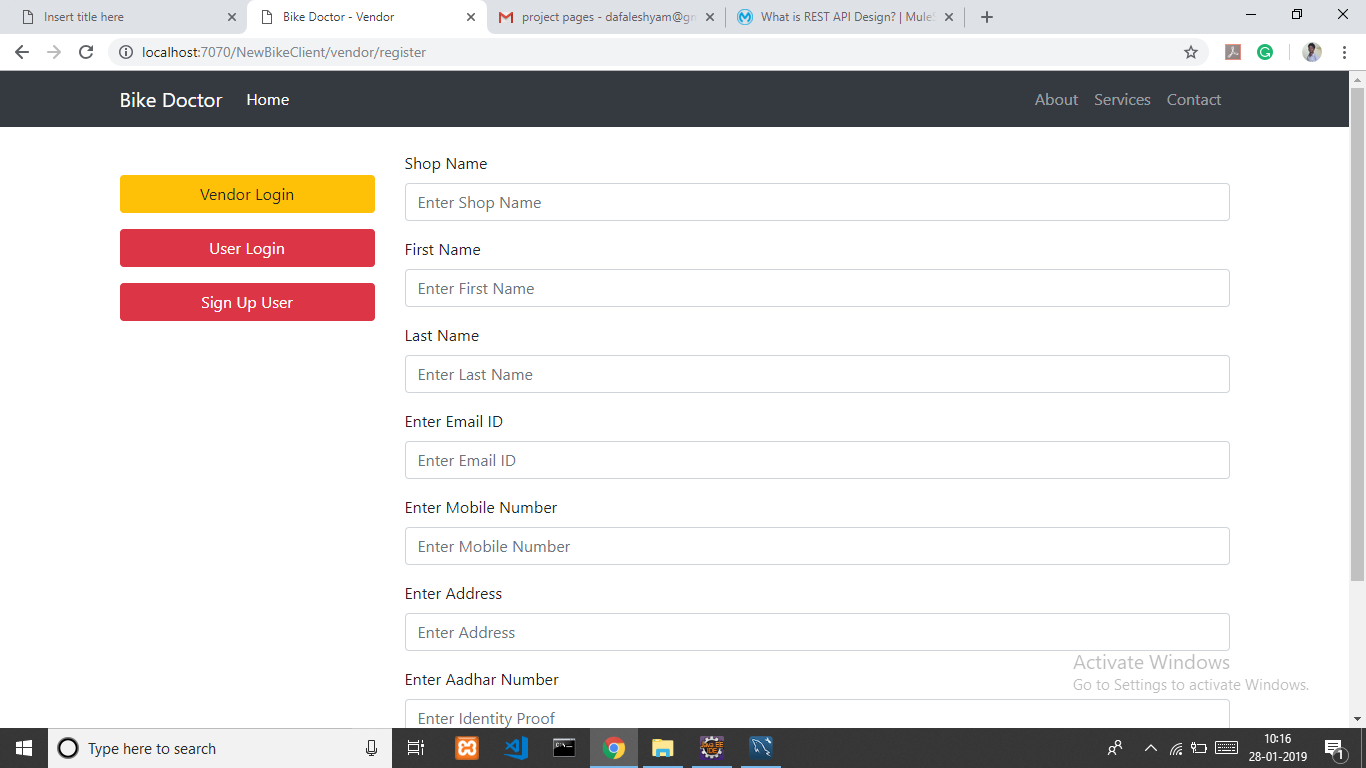 Insert title here
Bike Doctor - Vendor
project pages - dafaleshyam@gm
What is REST API Design? | Mule
localhost:7070/NewBikeClient/vendor/register
Bike Doctor
Home
About
Services
Contact
Vendor Login
User Login
Sign Up User
Shop Name
Enter Shop Name
First Name
Enter First Name
Last Name
Enter Last Name
Enter Email ID
Enter Email ID
Enter Mobile Number
Enter Mobile Number
Enter Address
Enter Address
Enter Aadhar Number
Enter Identity Proof
Activate Windows
Go to Settings to activate Windows.
Type here to search
10:16
28-01-2019
1